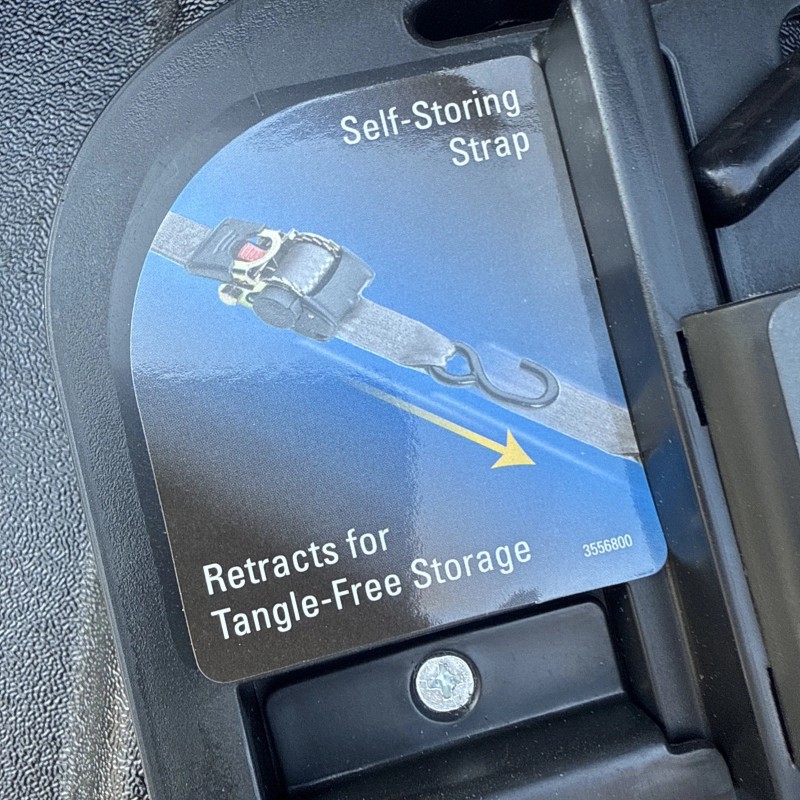 Self-Storing
Strap
Retracts for
Tangle-Free Storage
3556800